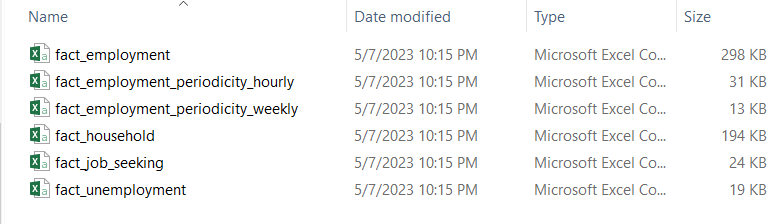 Name Date modified Type Size
fact_employment 5/7/2023 10:15 PM Microsoft Excel Co... 298 KB
fact_employment_periodicity_hourly 5/7/2023 10:15 PM Microsoft Excel Co... 31 KB
fact_employment_periodicity_weekly 5/7/2023 10:15 PM Microsoft Excel Co... 13 KB
fact_household 5/7/2023 10:15 PM Microsoft Excel Co... 194 KB
fact_job_seeking 5/7/2023 10:15 PM Microsoft Excel Co... 24 KB
fact_unemployment 5/7/2023 10:15 PM Microsoft Excel Co... 19 KB